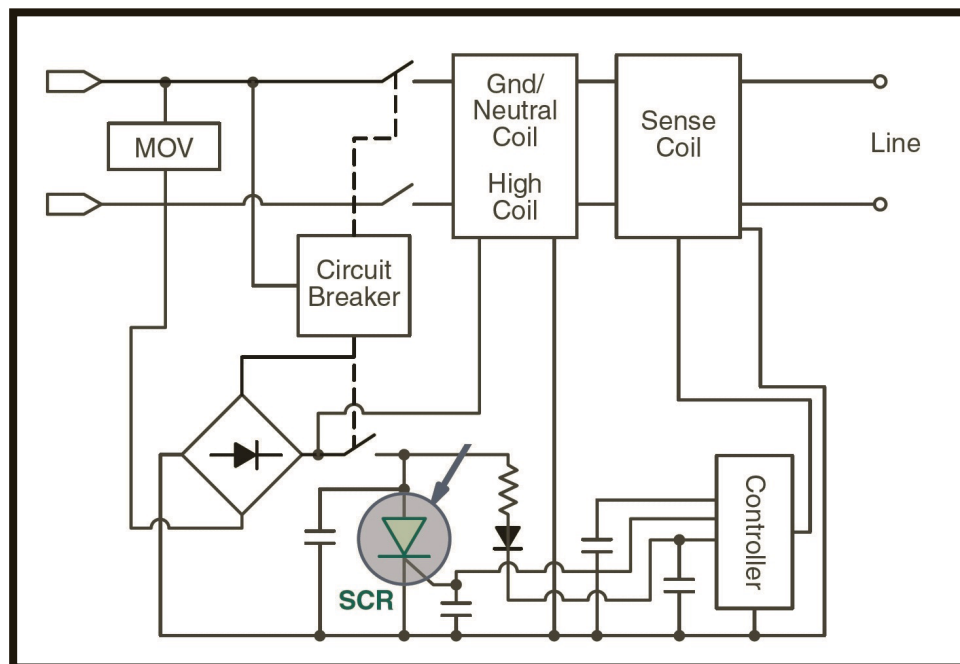 MOV
Gnd/
Neutral
Coil
High
Coil
Sense
Coil
Line
Circuit
Breaker
SCR
Controller